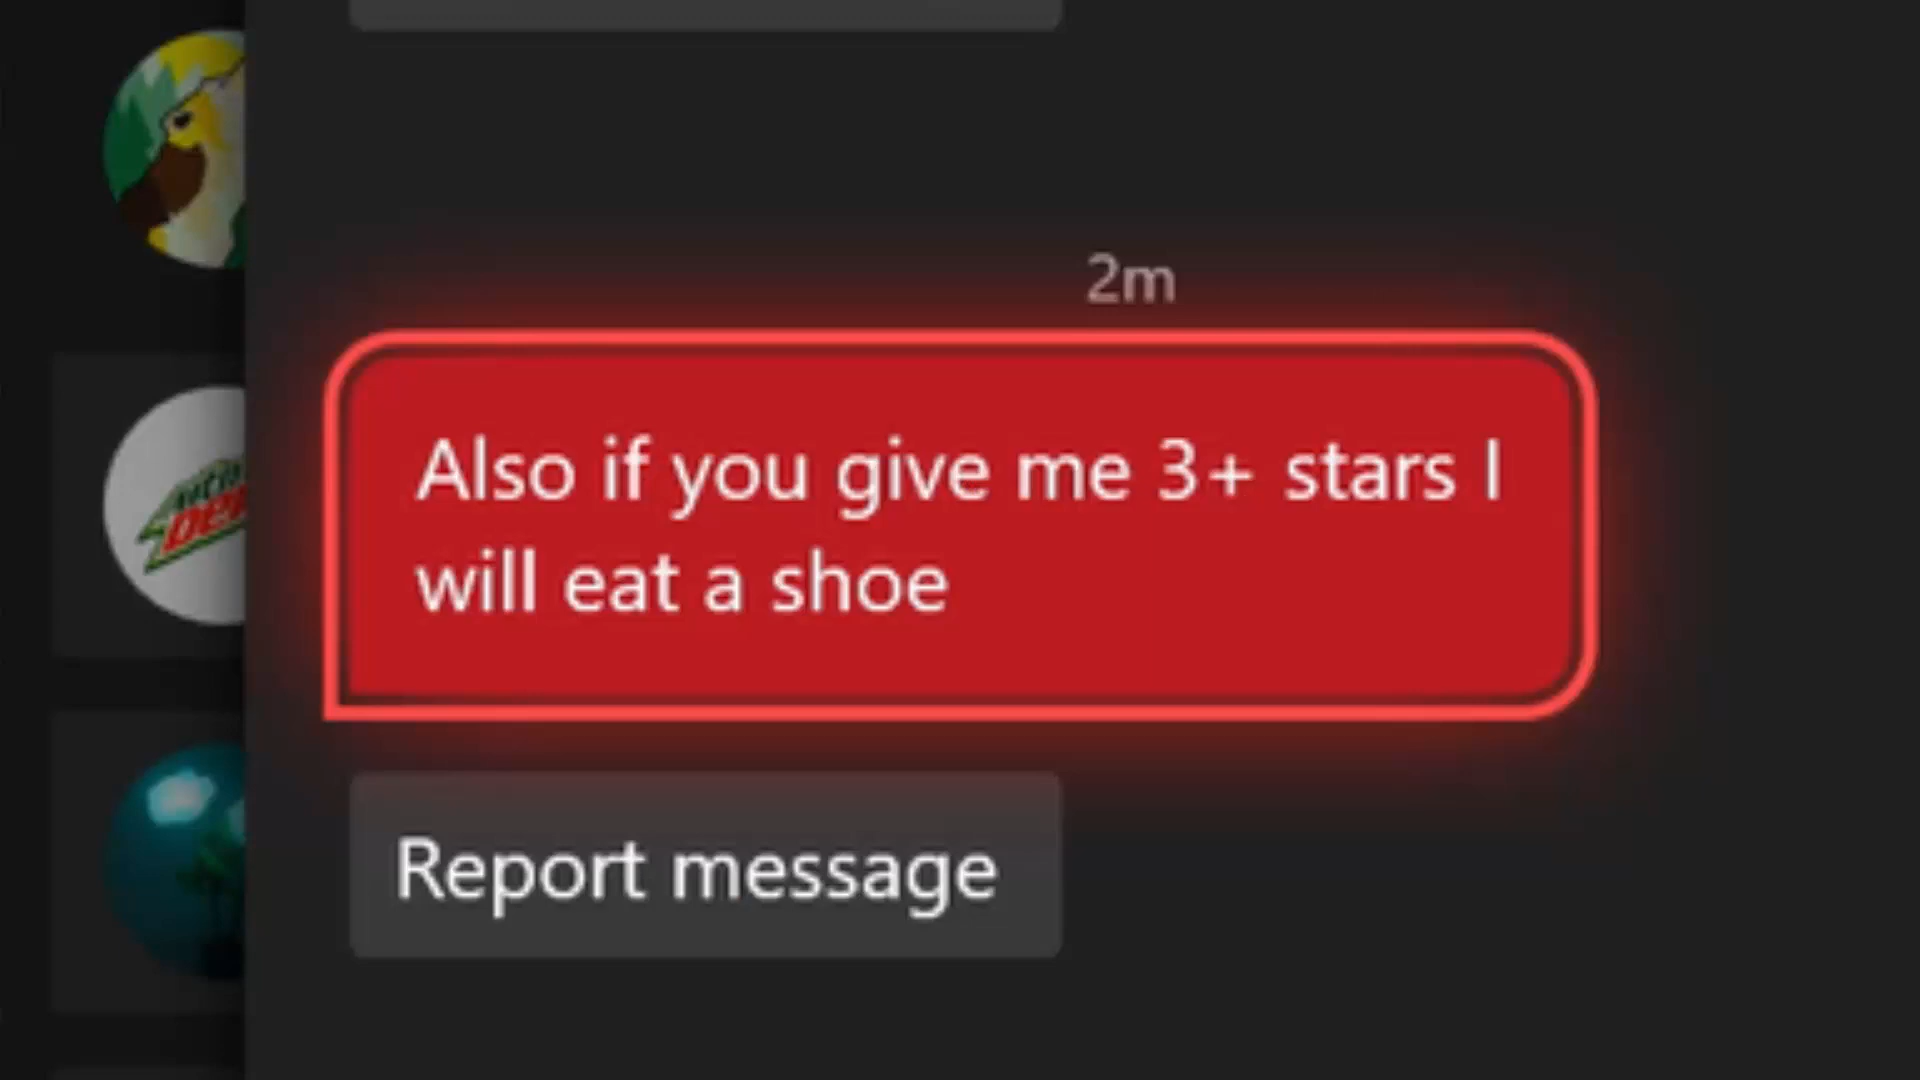 2m
Also if you give me 3+ stars I
will eat a shoe
Report message